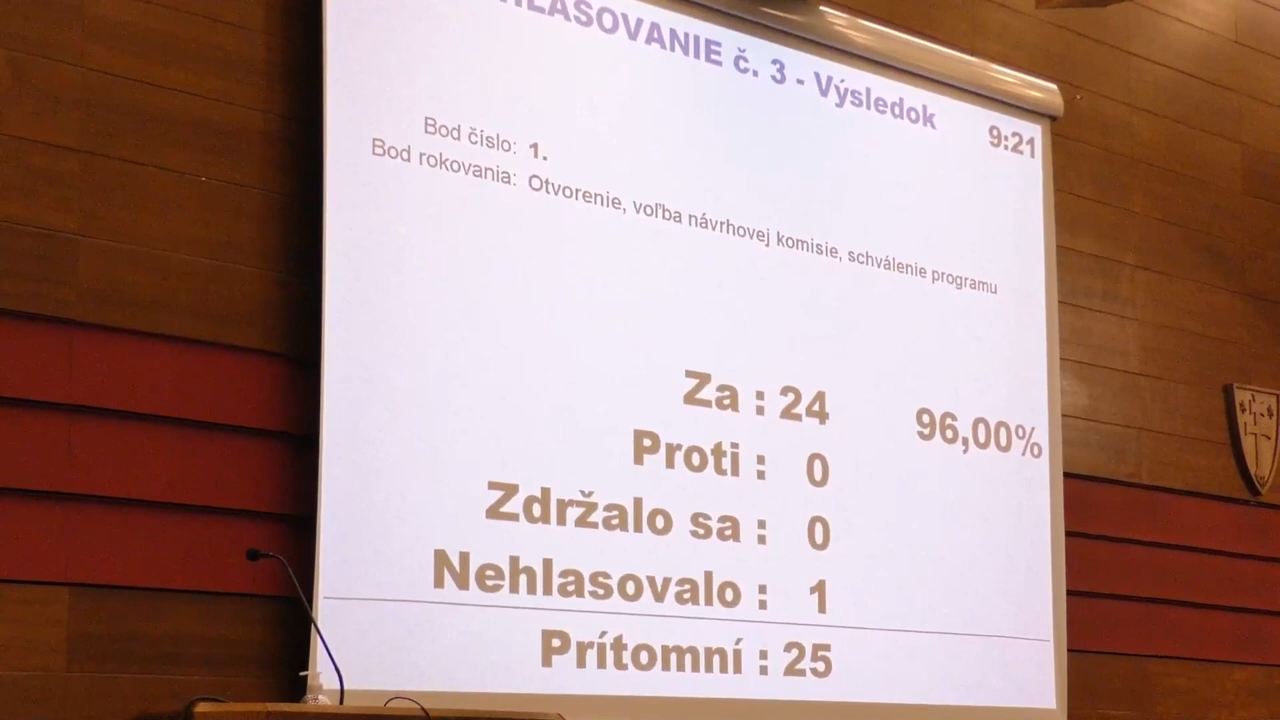 HLASOVANIE č. 3 - Výsledok
9:21
Bod číslo: 1.
Bod rokovania: Otvorenie, voľba návrhovej komisie, schválenie programu
Za : 24 96,00%
Proti : 0
Zdržalo sa : 0
Nehlasovalo : 1
Prítomní : 25